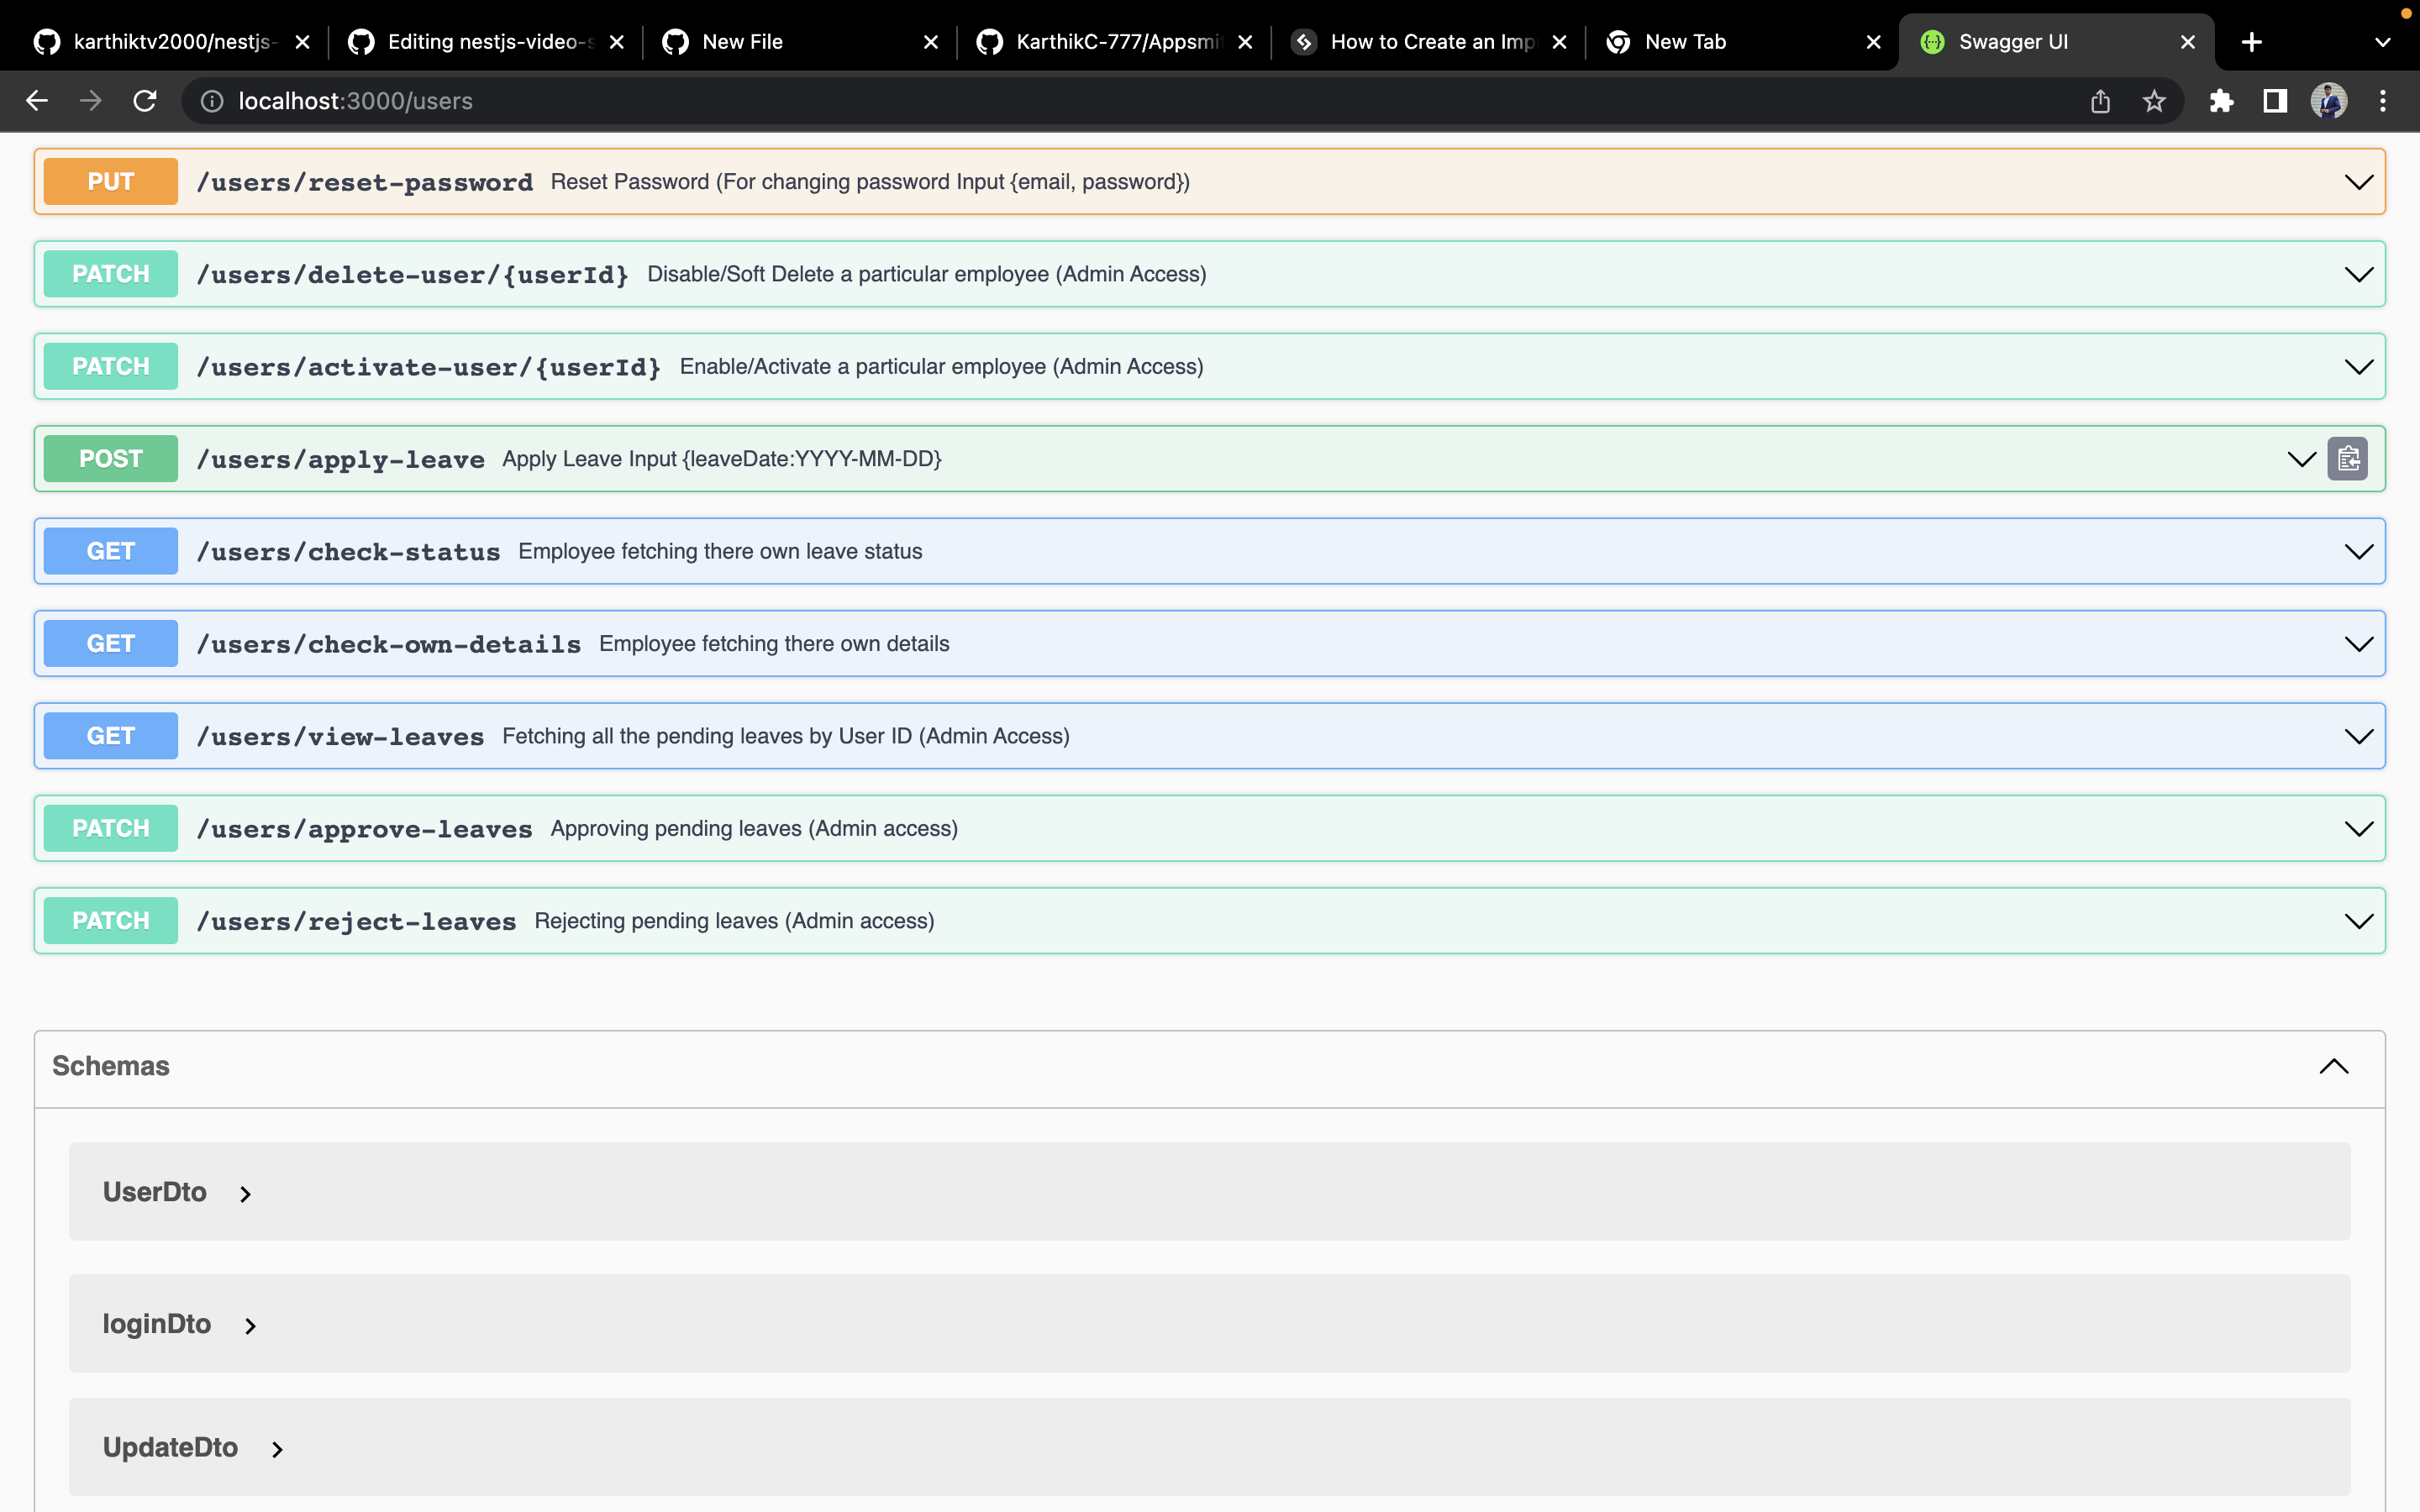 karthiktv2000/nestjs-
Editing nestjs-video-s
New File
KarthikC-777/Appsmit
How to Create an Imp
New Tab
Swagger UI
localhost:3000/users
PUT /users/reset-password Reset Password (For changing password Input {email, password})
PATCH /users/delete-user/{userId} Disable/Soft Delete a particular employee (Admin Access)
PATCH /users/activate-user/{userId} Enable/Activate a particular employee (Admin Access)
POST /users/apply-leave Apply Leave Input {leaveDate:YYYY-MM-DD}
GET /users/check-status Employee fetching there own leave status
GET /users/check-own-details Employee fetching there own details
GET /users/view-leaves Fetching all the pending leaves by User ID (Admin Access)
PATCH /users/approve-leaves Approving pending leaves (Admin access)
PATCH /users/reject-leaves Rejecting pending leaves (Admin access)
Schemas
UserDto
loginDto
UpdateDto